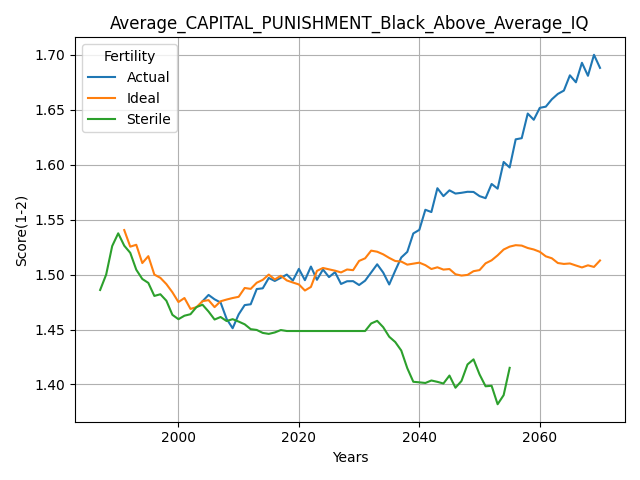 Average_CAPITAL_PUNISHMENT_Black_Above_Average_IQ
Fertility
Actual
Ideal
Sterile
Score(1-2)
1.70
1.65
1.60
1.55
1.50
1.45
1.40
2000 2020 2040 2060
Years